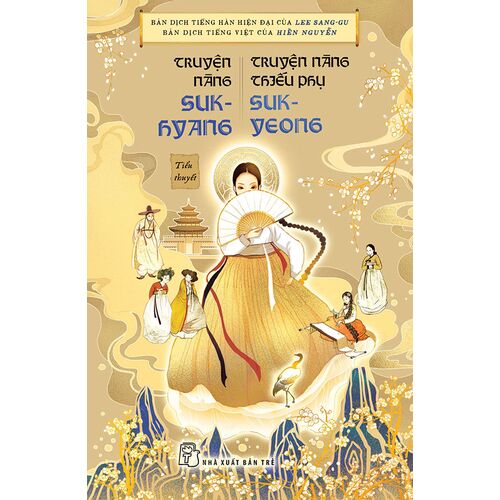 BẢN DỊCH TIẾNG HÀN HIỆN ĐẠI CỦA LEE SANG-GU
BẢN DỊCH TIẾNG VIỆT CỦA HIỀN NGUYỄN
TRUYỆN
NÀNG
SUK-
HYANG
TRUYỆN NÀNG
THIẾU PHỤ
SUK-
YEONG
Tiểu
thuyết
NHÀ XUẤT BẢN TRẺ